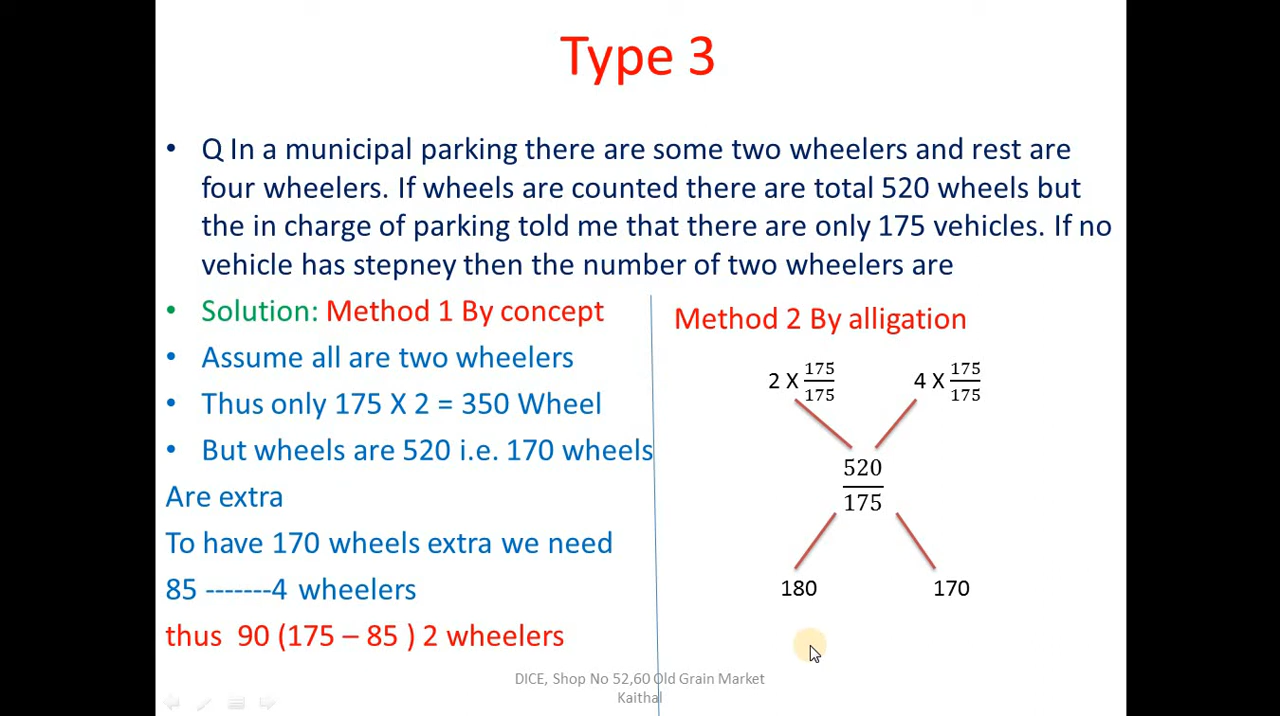 Type 3
• Q In a municipal parking there are some two wheelers and rest are
four wheelers. If wheels are counted there are total 520 wheels but
the in charge of parking told me that there are only 175 vehicles. If no
vehicle has stepney then the number of two wheelers are
• Solution: Method 1 By concept
• Assume all are two wheelers
• Thus only 175 X 2 = 350 Wheel
• But wheels are 520 i.e. 170 wheels
Are extra
To have 170 wheels extra we need
85 -------4 wheelers
thus 90 (175 – 85 ) 2 wheelers
Method 2 By alligation
2 X 175/175 4 X 175/175
520/175
180 170
DICE, Shop No 52,60 Old Grain Market
Kaithal